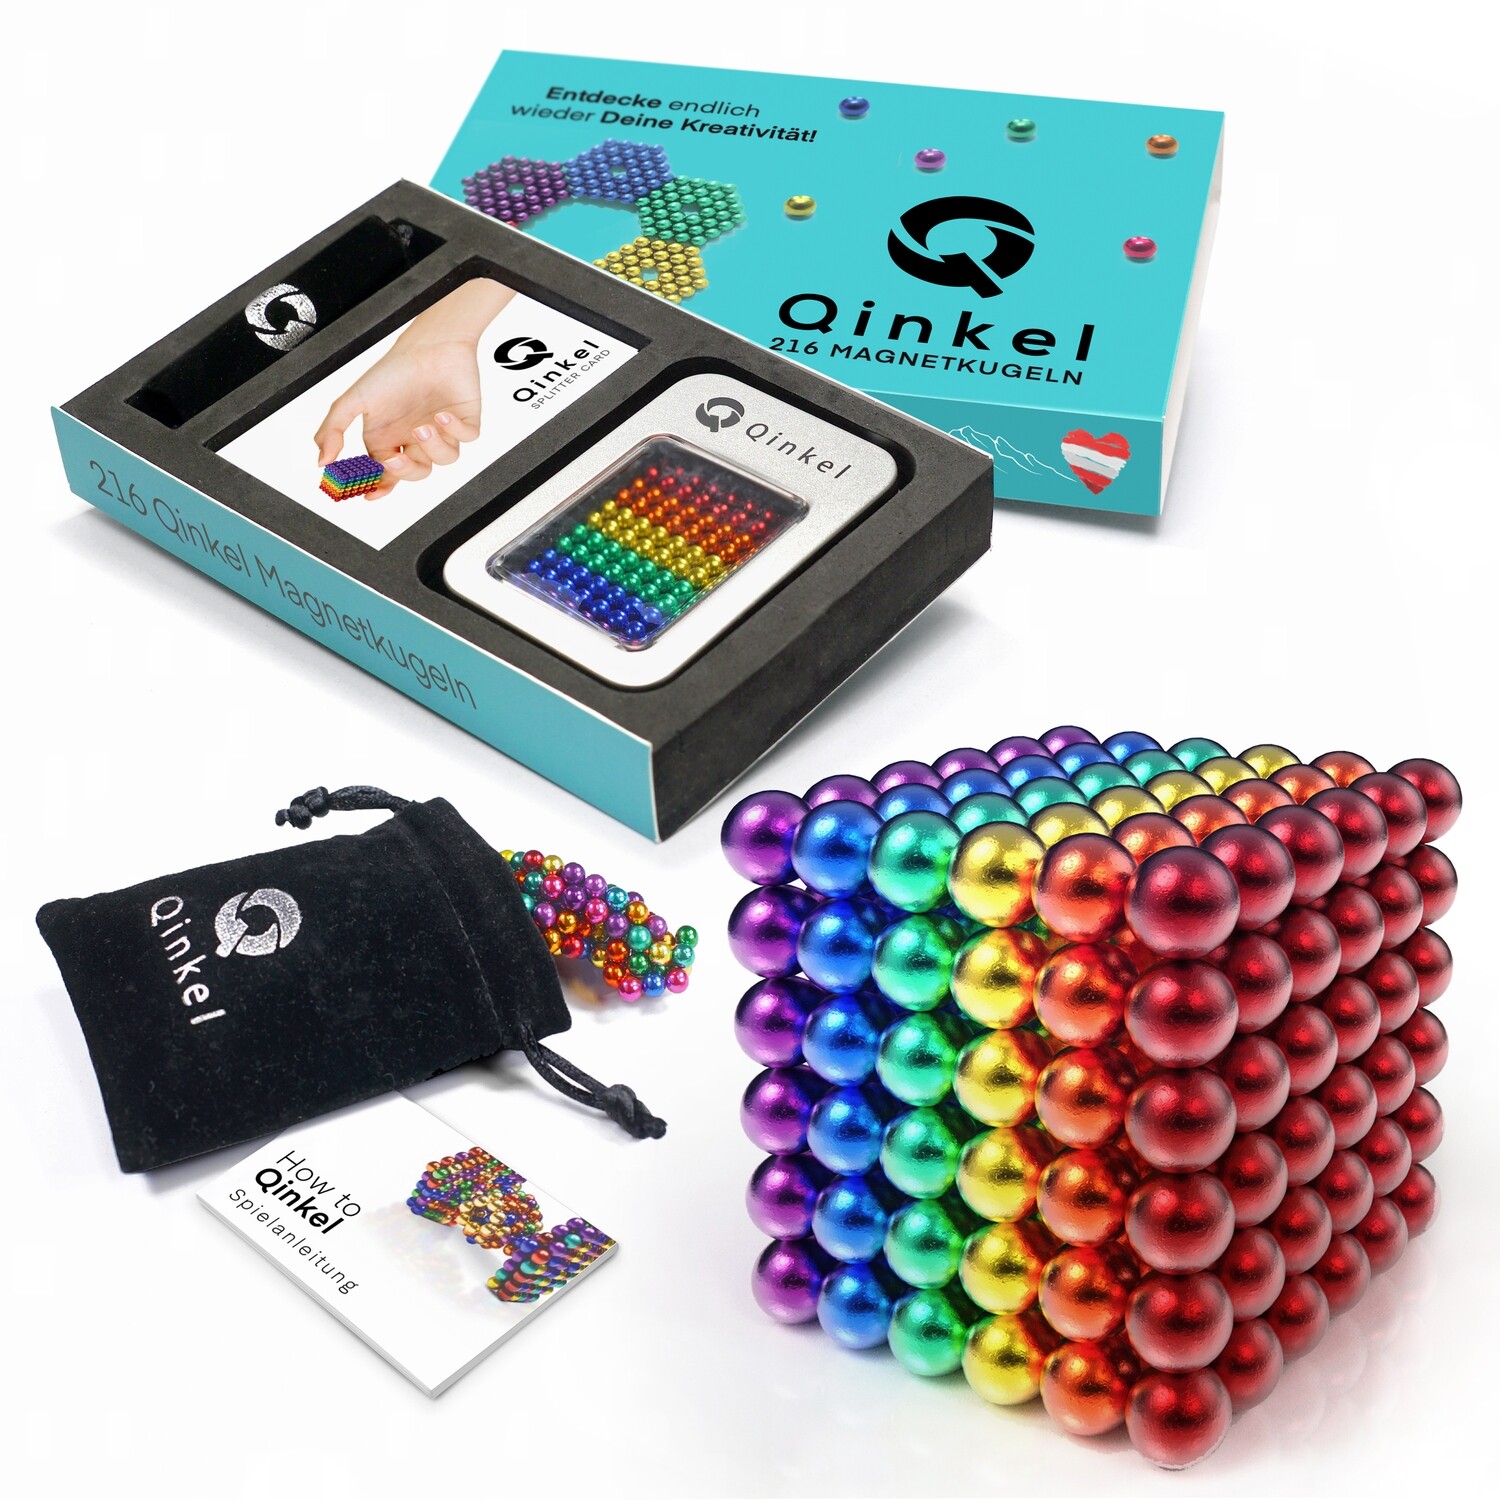 Entdecke endlich
wieder Deine Kreativität!
Qinkel
216 MAGNETKUGELN
Qinkel
SPLITTER CARD
Qinkel
216 Qinkel Magnetkugeln
Qinkel
How to
Qinkel
Spielanleitung